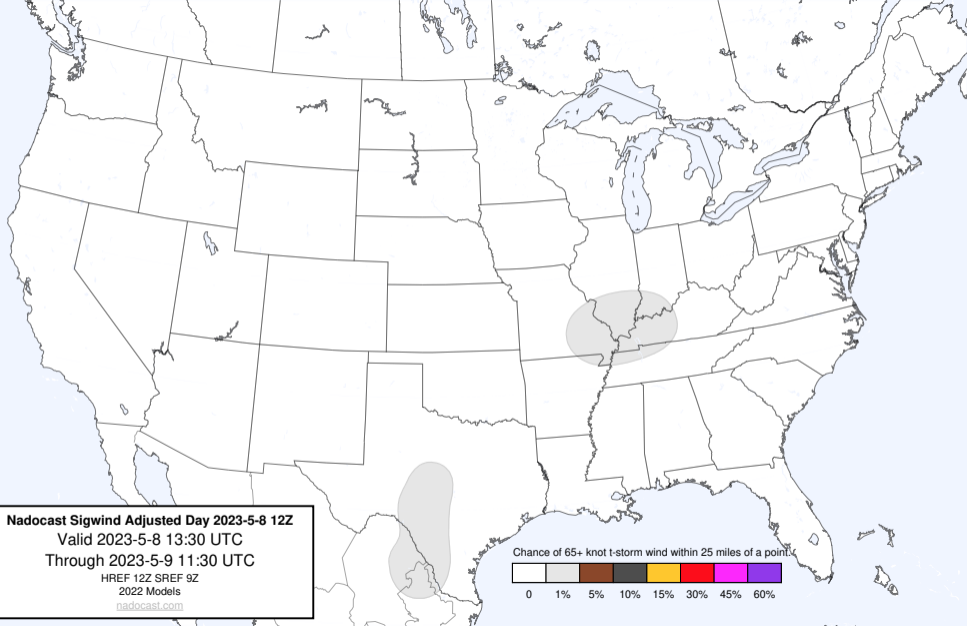 Nadocast Sigwind Adjusted Day 2023-5-8 12Z
Valid 2023-5-8 13:30 UTC
Through 2023-5-9 11:30 UTC
HREF 12Z SREF 9Z
2022 Models
nadocast.com
Chance of 65+ knot t-storm wind within 25 miles of a point.
0 1% 5% 10% 15% 30% 45% 60%